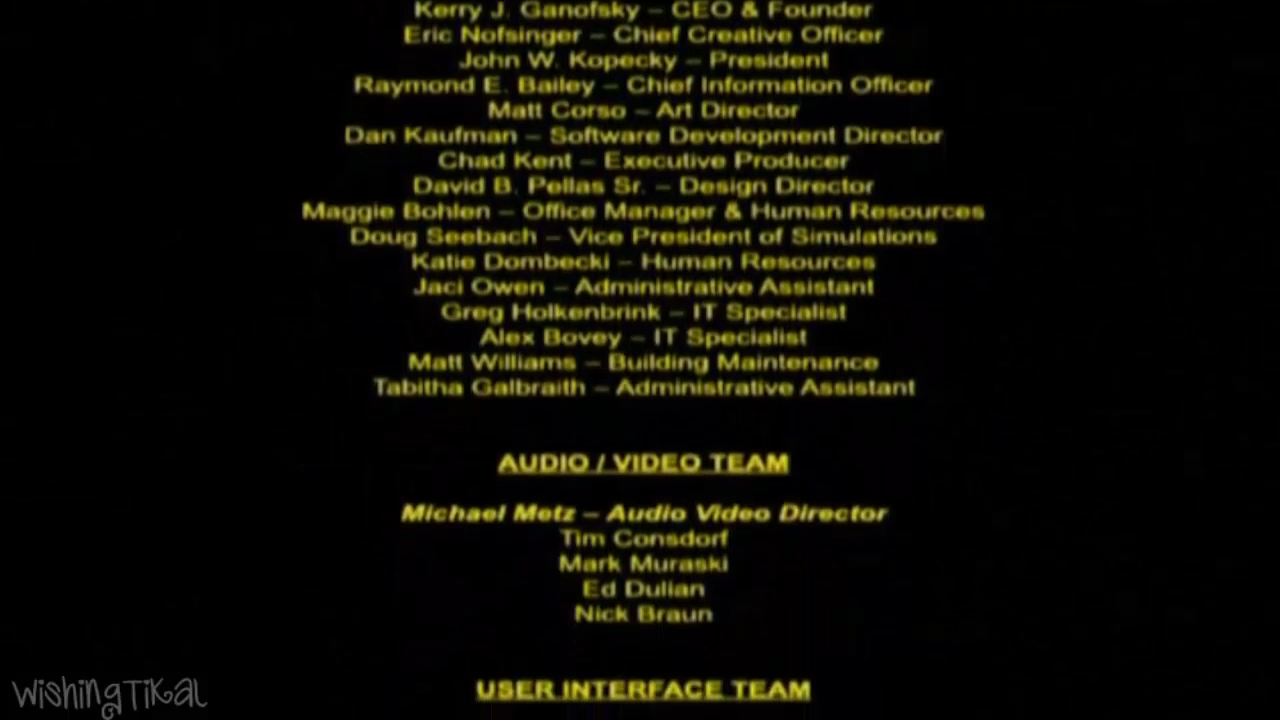 Kerry J. Ganofsky – CEO & Founder
Eric Nofsinger – Chief Creative Officer
John W. Kopecky – President
Raymond E. Bailey – Chief Information Officer
Matt Corso – Art Director
Dan Kaufman – Software Development Director
Chad Kent – Executive Producer
David B. Pellas Sr. – Design Director
Maggie Bohlen – Office Manager & Human Resources
Doug Seebach – Vice President of Simulations
Katie Dombecki – Human Resources
Jaci Owen – Administrative Assistant
Greg Holkenbrink – IT Specialist
Alex Bovey – IT Specialist
Matt Williams – Building Maintenance
Tabitha Galbraith – Administrative Assistant
AUDIO / VIDEO TEAM
Michael Metz – Audio Video Director
Tim Consdorf
Mark Muraski
Ed Dulian
Nick Braun
USER INTERFACE TEAM
wishingTikal